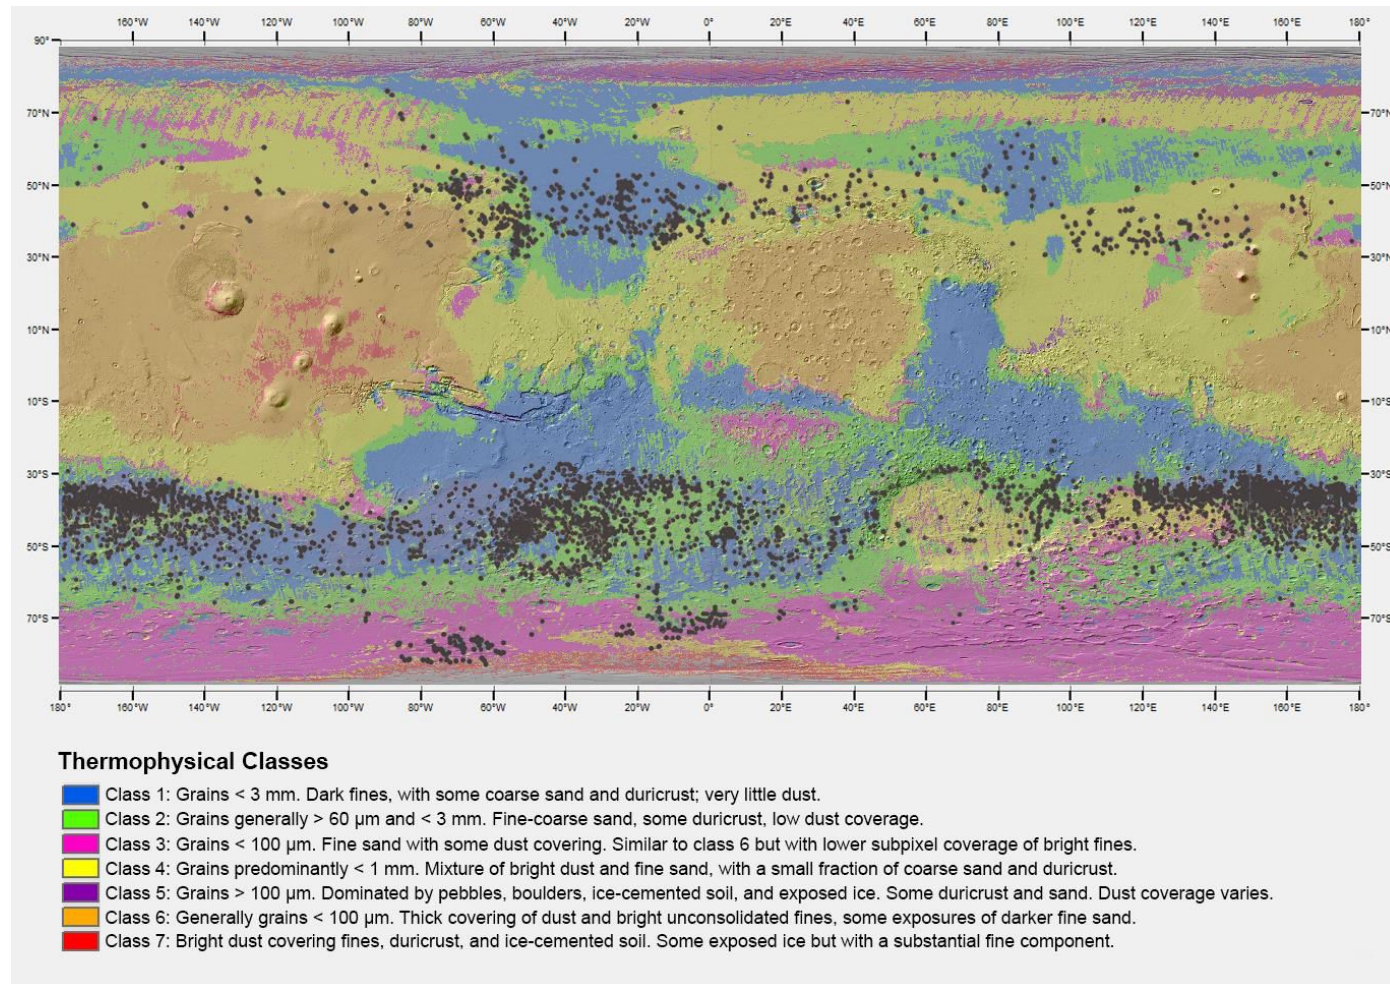 160°W 140°W 120°W 100°W 80°W 60°W 40°W 20°W 0° 20°E 40°E 60°E 80°E 100°E 120°E 140°E 160°E 180°
90°
70°N 70°N
50°N 50°N
30°N 30°N
10°N 10°N
10°S 10°S
30°S 30°S
50°S 50°S
70°S 70°S
180° 160°W 140°W 120°W 100°W 80°W 60°W 40°W 20°W 0° 20°E 40°E 60°E 80°E 100°E 120°E 140°E 160°E 180°
Thermophysical Classes
Class 1: Grains < 3 mm. Dark fines, with some coarse sand and duricrust; very little dust.
Class 2: Grains generally > 60 μm and < 3 mm. Fine-coarse sand, some duricrust, low dust coverage.
Class 3: Grains < 100 μm. Fine sand with some dust covering. Similar to class 6 but with lower subpixel coverage of bright fines.
Class 4: Grains predominantly < 1 mm. Mixture of bright dust and fine sand, with a small fraction of coarse sand and duricrust.
Class 5: Grains > 100 μm. Dominated by pebbles, boulders, ice-cemented soil, and exposed ice. Some duricrust and sand. Dust coverage varies.
Class 6: Generally grains < 100 μm. Thick covering of dust and bright unconsolidated fines, some exposures of darker fine sand.
Class 7: Bright dust covering fines, duricrust, and ice-cemented soil. Some exposed ice but with a substantial fine component.